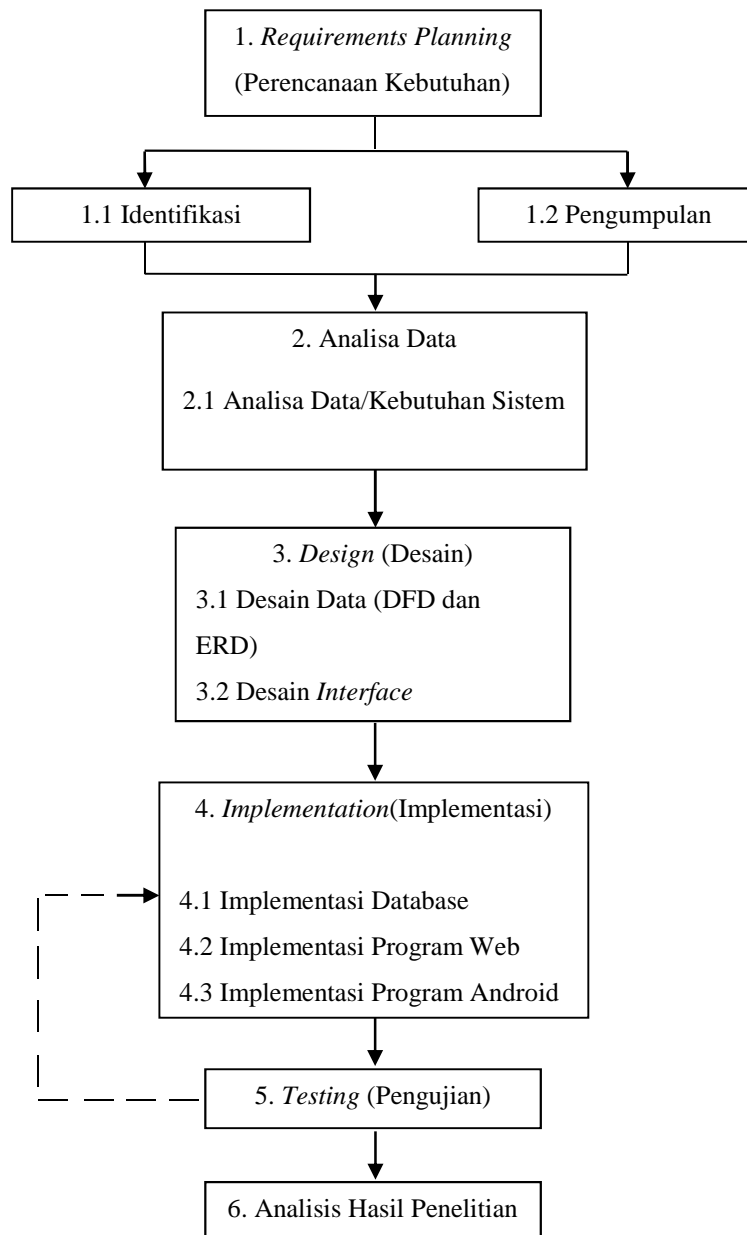 1. Requirements Planning
(Perencanaan Kebutuhan)
1.1 Identifikasi
1.2 Pengumpulan
2. Analisa Data
2.1 Analisa Data/Kebutuhan Sistem
3. Design (Desain)
3.1 Desain Data (DFD dan
ERD)
3.2 Desain Interface
4. Implementation(Implementasi)
4.1 Implementasi Database
4.2 Implementasi Program Web
4.3 Implementasi Program Android
5. Testing (Pengujian)
6. Analisis Hasil Penelitian